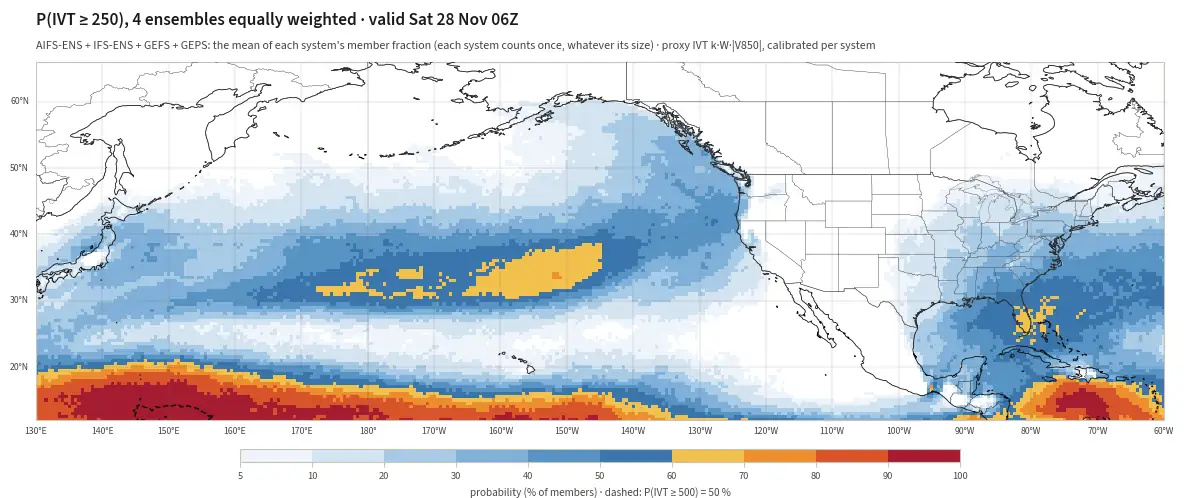 P(IVT ≥ 250), 4 ensembles equally weighted · valid Sat 28 Nov 06Z
AIFS-ENS + IFS-ENS + GEFS + GEPS: the mean of each system's member fraction (each system counts once, whatever its size) · proxy IVT k·W·|V850|, calibrated per system
60°N
50°N
40°N
30°N
20°N
130°E 140°E 150°E 160°E 170°E 180° 170°W 160°W 150°W 140°W 130°W 120°W 110°W 100°W 90°W 80°W 70°W 60°W
5 10 20 30 40 50 60 70 80 90 100
probability (% of members) · dashed: P(IVT ≥ 500) = 50 %